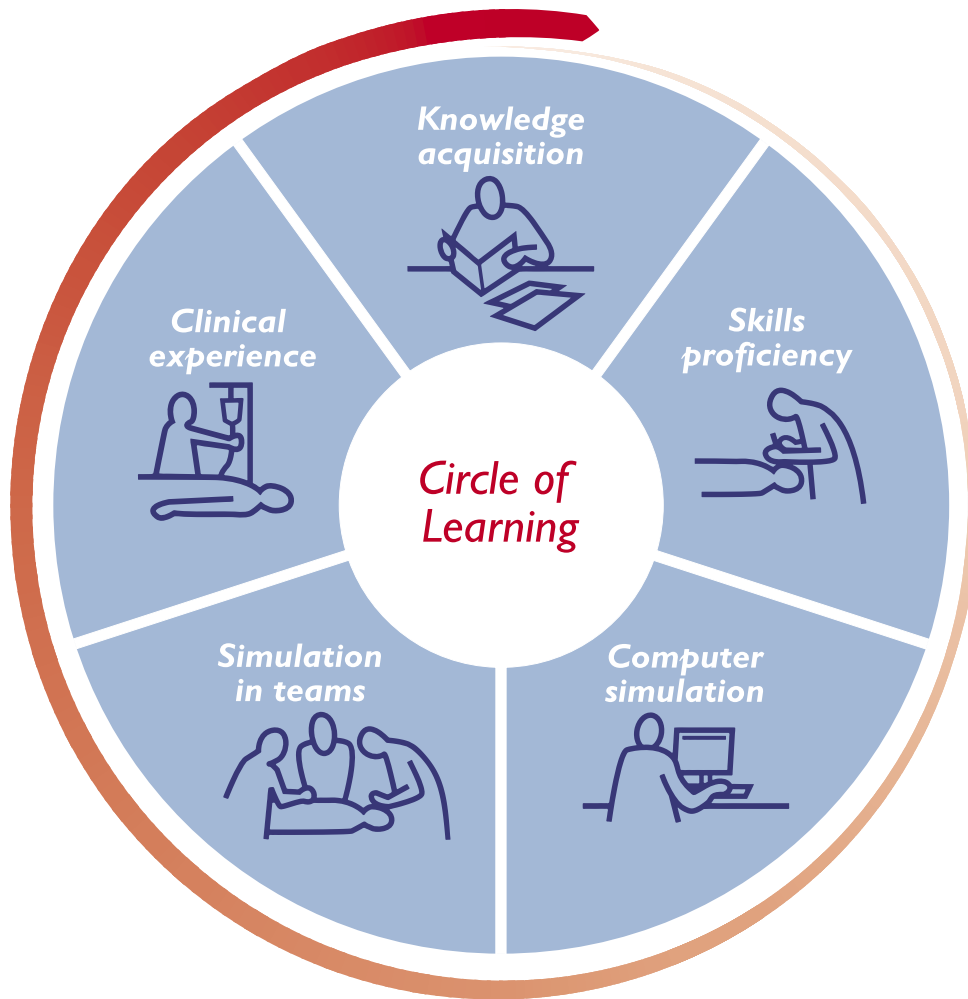 Knowledge
acquisition
Skills
proficiency
Computer
simulation
Simulation
in teams
Clinical
experience
Circle of
Learning